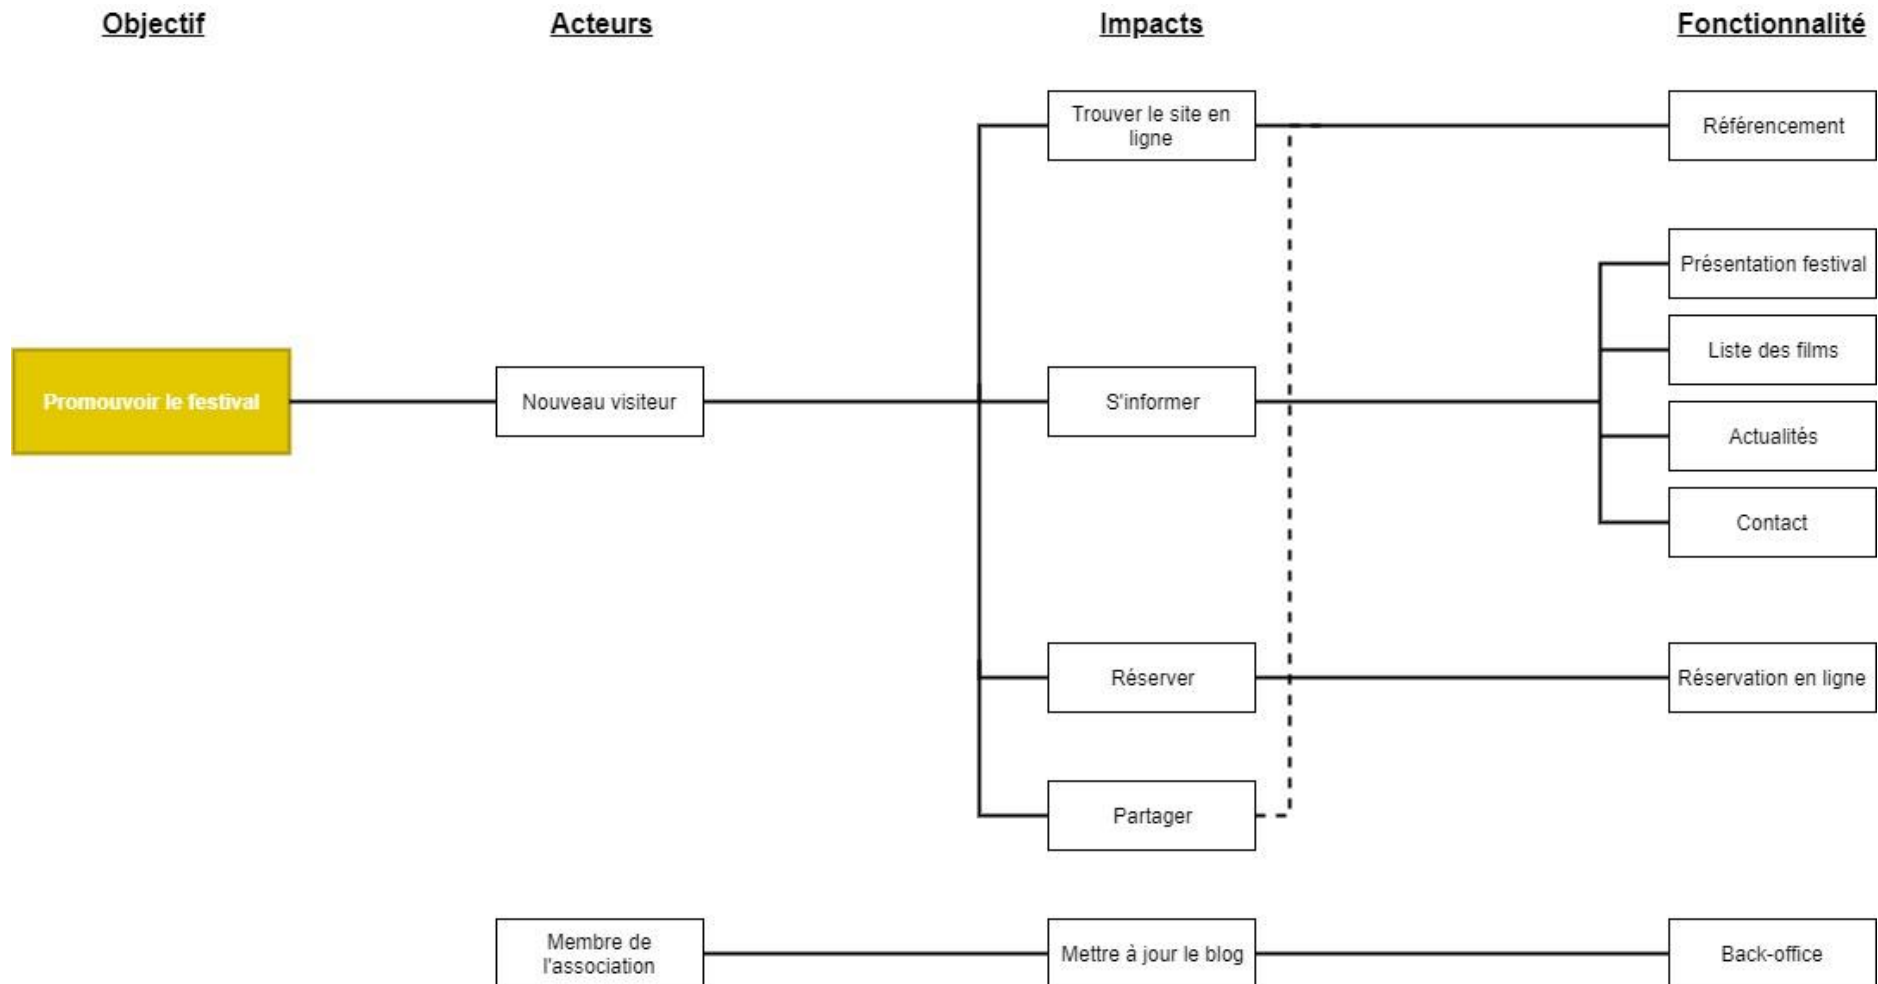 Objectif
Acteurs
Impacts
Fonctionnalité
Trouver le site en
ligne
Référencement
Présentation festival
Liste des films
Promouvoir le festival
Nouveau visiteur
S'informer
Actualités
Contact
Réserver
Réservation en ligne
Partager
Membre de
l'association
Mettre à jour le blog
Back-office